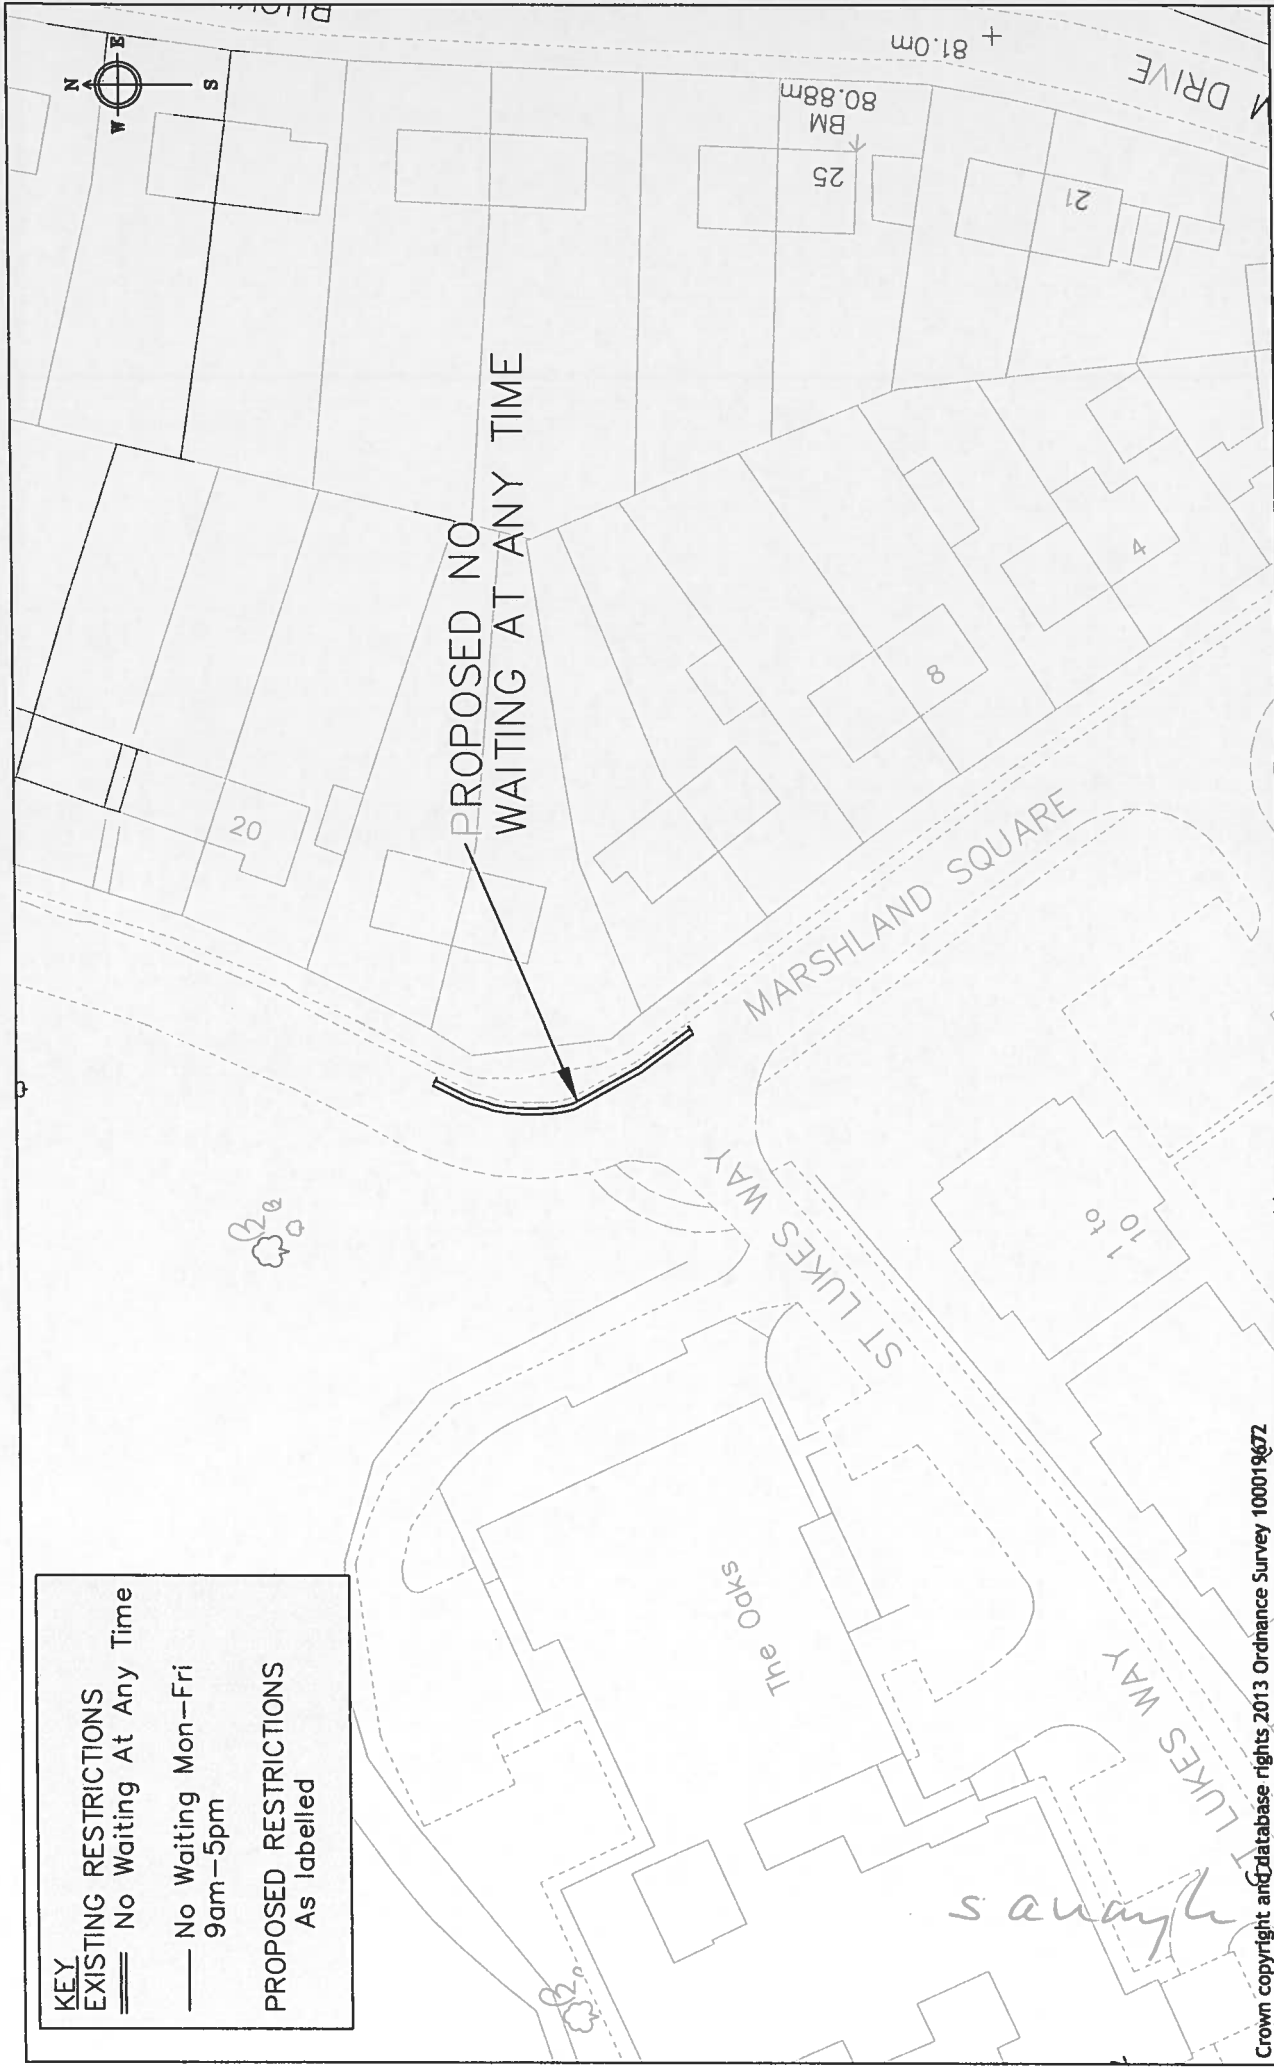 KEY
EXISTING RESTRICTIONS
No Waiting At Any Time
No Waiting Mon-Fri
9am-5pm
PROPOSED RESTRICTIONS
As labelled
N
E
S
W
PROPOSED NO
WAITING AT ANY TIME
DRIVE
81.0m
BM
80.88m
25
21
20
8
4
MARSHLAND SQUARE
ST LUKES WAY
1 to
10
The Oaks
ST LUKES WAY
Crown copyright and database rights 2013 Ordnance Survey